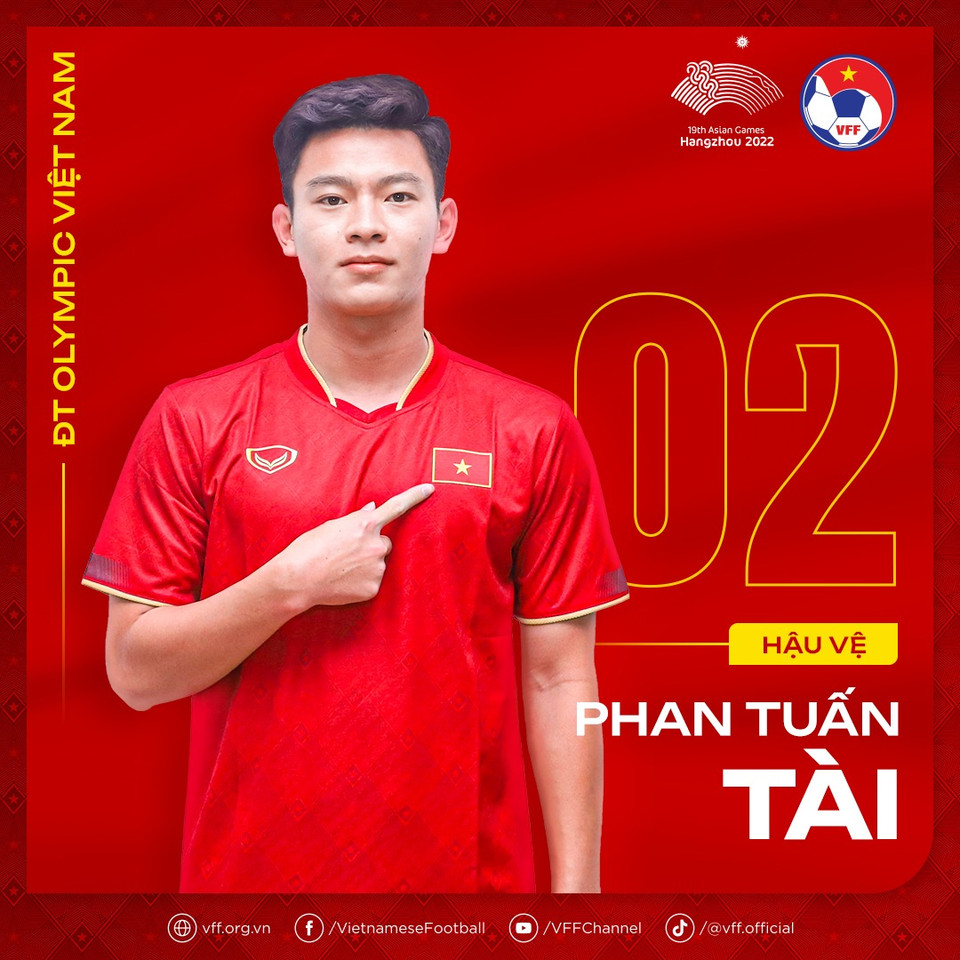 ĐT OLYMPIC VIỆT NAM
19th Asian Games
Hangzhou 2022
VFF
02
HẬU VỆ
PHAN TUẤN
TÀI
vff.org.vn
/VietnameseFootball
/VFFChannel
/@vff.official